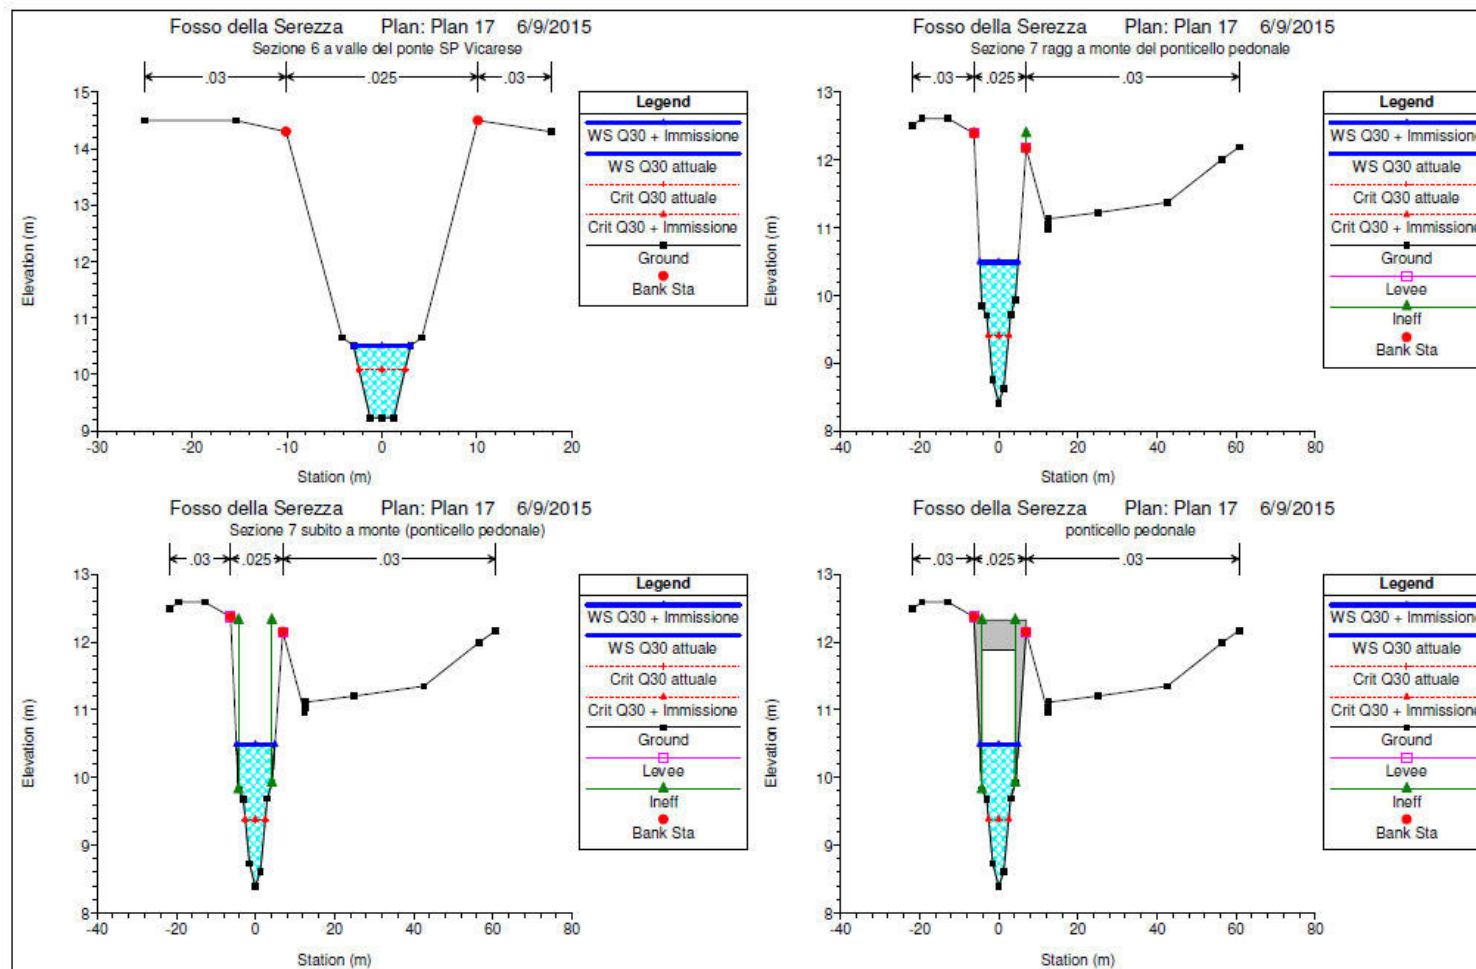 Fosso della Serezza Plan: Plan 17 6/9/2015
Sezione 6 a valle del ponte SP Vicarese
.03 .025 .03
15
14
13
12
11
10
9
-30 -20 -10 0 10 20
Elevation (m)
Station (m)
Legend
WS Q30 + Immissione
WS Q30 attuale
Crit Q30 attuale
Crit Q30 + Immissione
Ground
Bank Sta
Fosso della Serezza Plan: Plan 17 6/9/2015
Sezione 7 ragg a monte del ponticello pedonale
.03 .025 .03
13
12
11
10
9
8
-40 -20 0 20 40 60 80
Elevation (m)
Station (m)
Legend
WS Q30 + Immissione
WS Q30 attuale
Crit Q30 attuale
Crit Q30 + Immissione
Ground
Levee
Ineff
Bank Sta
Fosso della Serezza Plan: Plan 17 6/9/2015
Sezione 7 subito a monte (ponticello pedonale)
.03 .025 .03
13
12
11
10
9
8
-40 -20 0 20 40 60 80
Elevation (m)
Station (m)
Legend
WS Q30 + Immissione
WS Q30 attuale
Crit Q30 attuale
Crit Q30 + Immissione
Ground
Levee
Ineff
Bank Sta
Fosso della Serezza Plan: Plan 17 6/9/2015
ponticello pedonale
.03 .025 .03
13
12
11
10
9
8
-40 -20 0 20 40 60 80
Elevation (m)
Station (m)
Legend
WS Q30 + Immissione
WS Q30 attuale
Crit Q30 attuale
Crit Q30 + Immissione
Ground
Levee
Ineff
Bank Sta